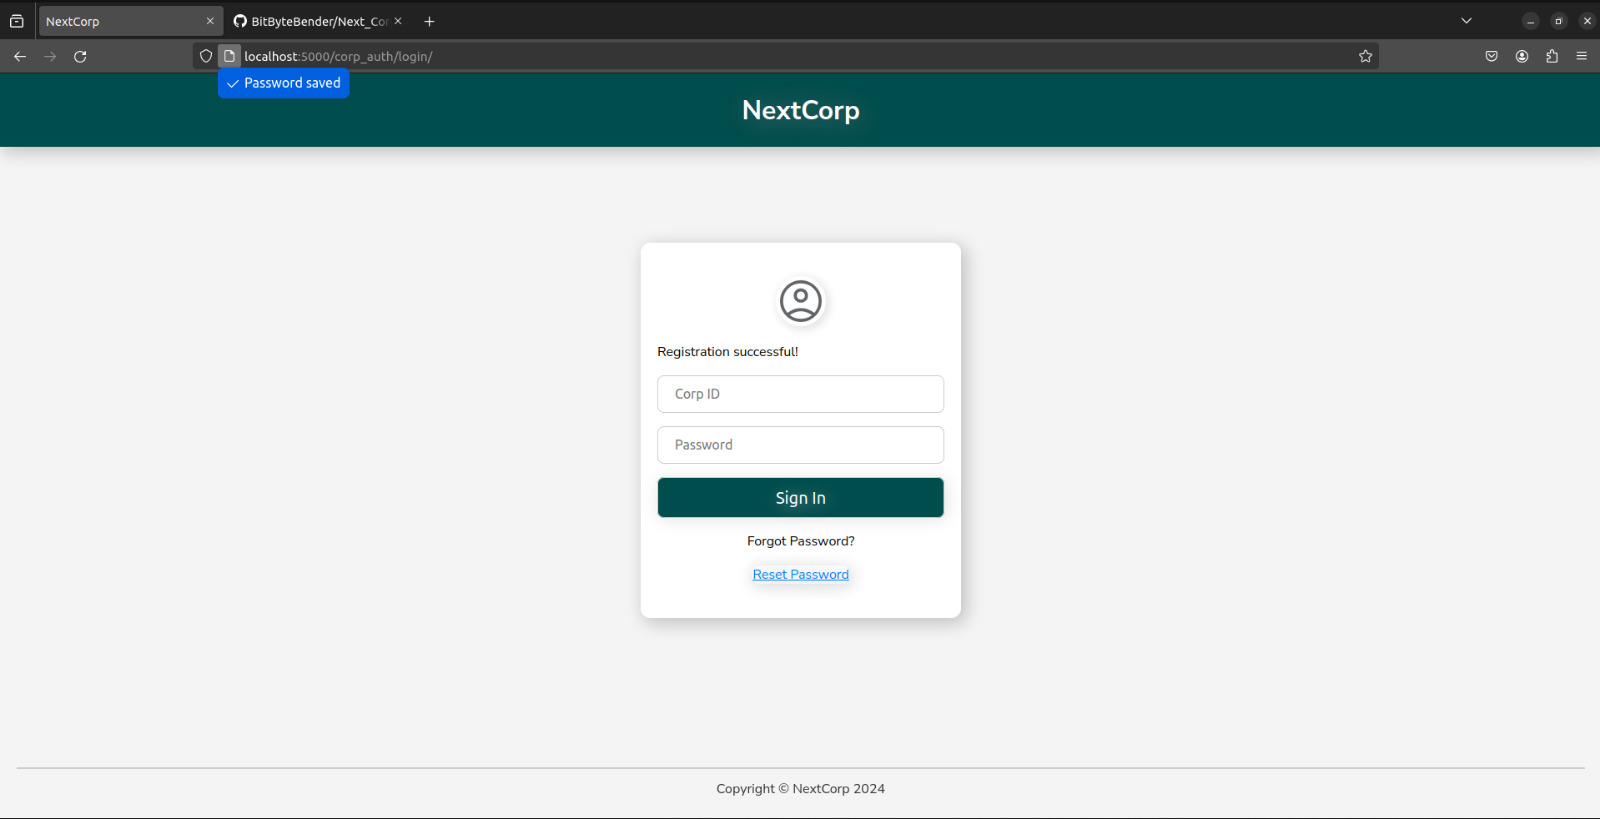 NextCorp
BitByteBender/Next_Cor
localhost:5000/corp_auth/login/
Password saved
NextCorp
Registration successful!
Corp ID
Password
Sign In
Forgot Password?
Reset Password
Copyright © NextCorp 2024